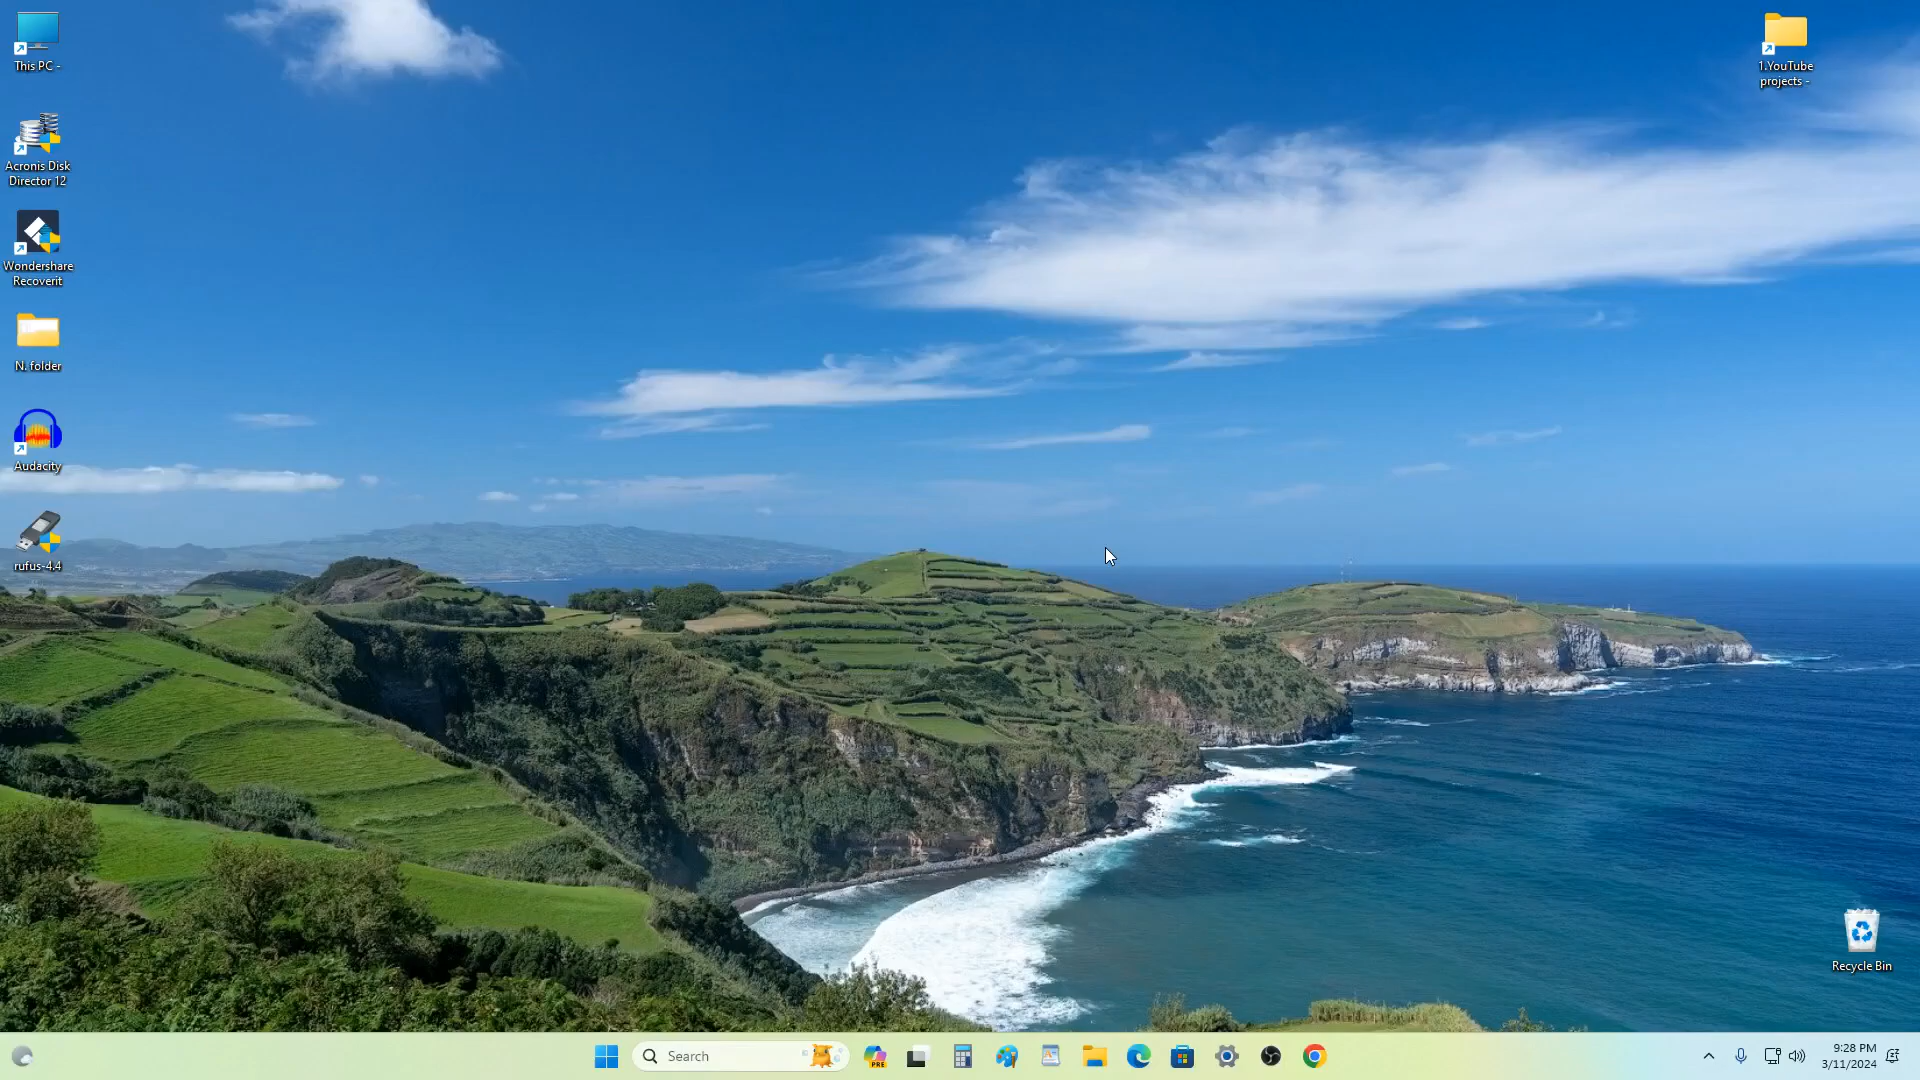 This PC -
Acronis Disk
Director 12
Wondershare
Recoverit
N. folder
Audacity
rufus-4.4
1.YouTube
projects -
Recycle Bin
Search
PRE
9:28 PM
3/11/2024